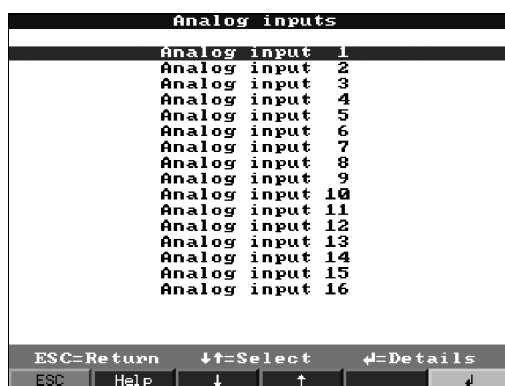 Analog inputs
Analog input 1
Analog input 2
Analog input 3
Analog input 4
Analog input 5
Analog input 6
Analog input 7
Analog input 8
Analog input 9
Analog input 10
Analog input 11
Analog input 12
Analog input 13
Analog input 14
Analog input 15
Analog input 16
ESC=Return ↓↑=Select ↲=Details
ESC Help ↓ ↑ ↲